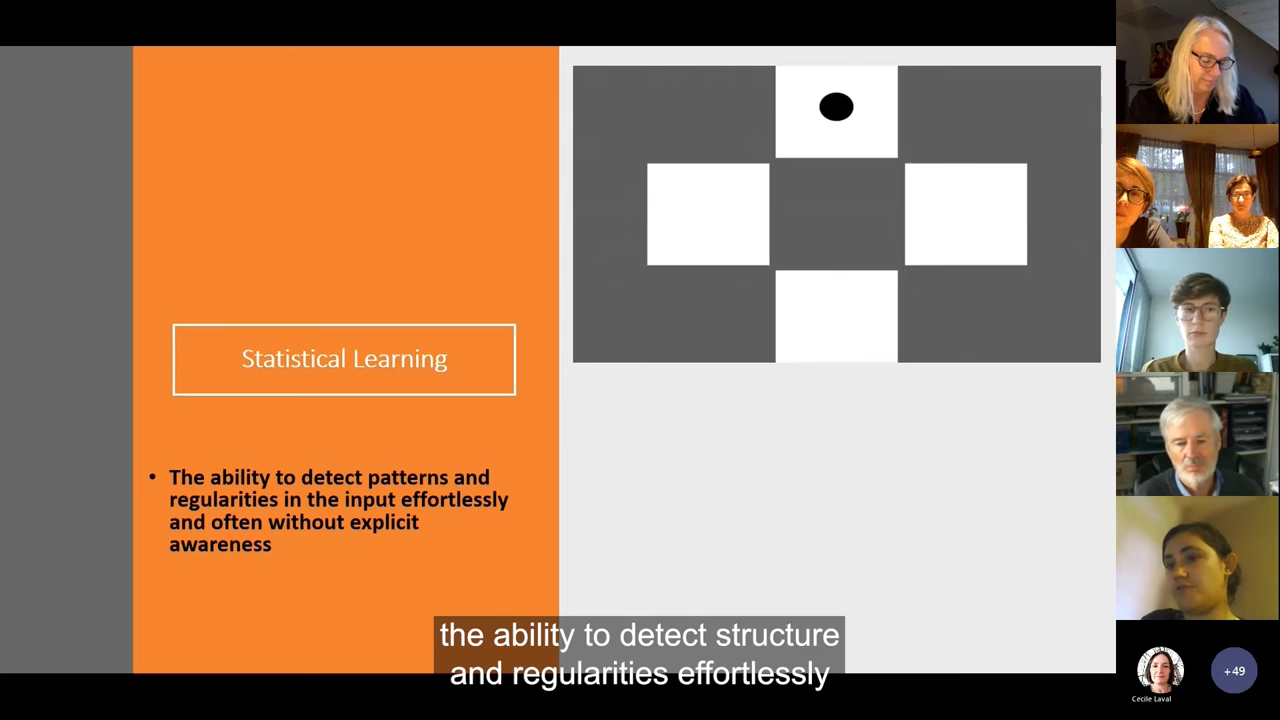 Statistical Learning
• The ability to detect patterns and
regularities in the input effortlessly
and often without explicit
awareness
the ability to detect structure
and regularities effortlessly
Cecile Laval
+49